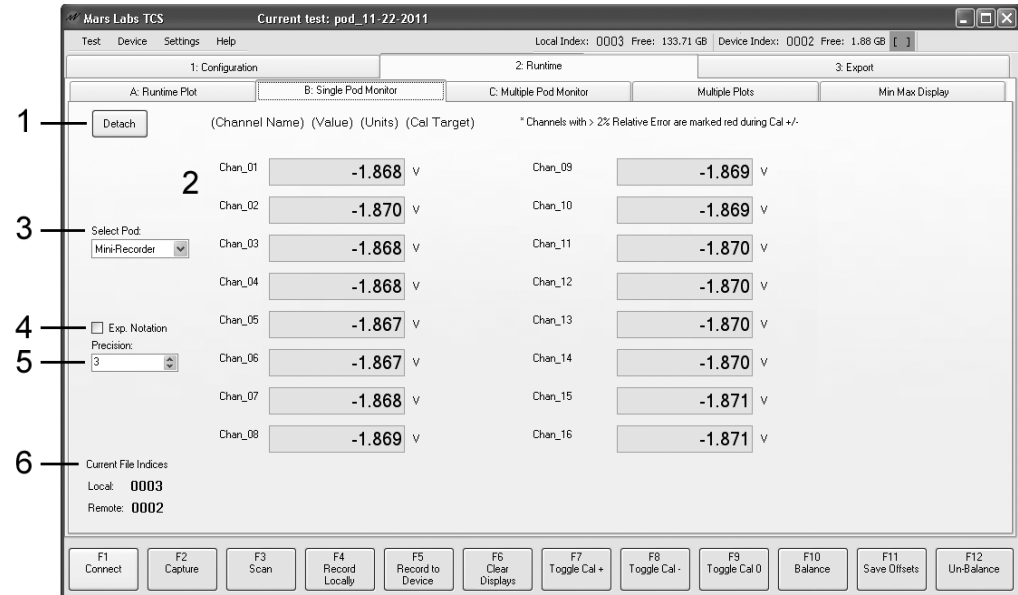 Mars Labs TCS Current test: pod_11-22-2011
Test Device Settings Help Local Index: 0003 Free: 133.71 GB Device Index: 0002 Free: 1.88 GB [ ]
1: Configuration 2: Runtime 3: Export
A: Runtime Plot B: Single Pod Monitor C: Multiple Pod Monitor Multiple Plots Min Max Display
1 Detach (Channel Name) (Value) (Units) (Cal Target) * Channels with > 2% Relative Error are marked red during Cal +/-
2
Chan_01 -1.868 V Chan_09 -1.869 V
Chan_02 -1.870 V Chan_10 -1.869 V
3 Select Pod:
Mini-Recorder Chan_03 -1.868 V Chan_11 -1.870 V
Chan_04 -1.868 V Chan_12 -1.870 V
4 Exp. Notation Chan_05 -1.867 V Chan_13 -1.870 V
Precision:
5 3 Chan_06 -1.867 V Chan_14 -1.870 V
Chan_07 -1.868 V Chan_15 -1.871 V
Chan_08 -1.869 V Chan_16 -1.871 V
6 Current File Indices
Local: 0003
Remote: 0002
F1 Connect
F2 Capture
F3 Scan
F4 Record Locally
F5 Record to Device
F6 Clear Displays
F7 Toggle Cal +
F8 Toggle Cal -
F9 Toggle Cal 0
F10 Balance
F11 Save Offsets
F12 Un-Balance